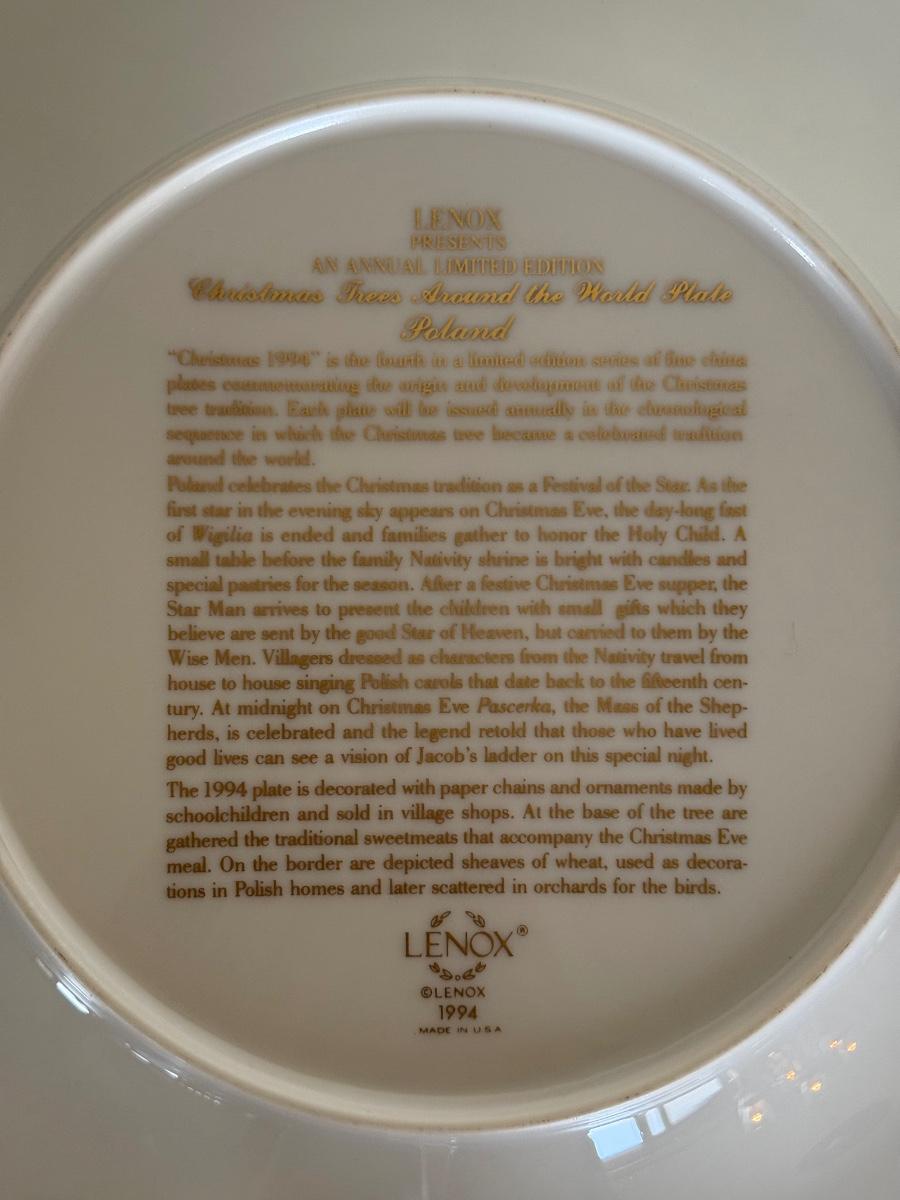 LENOX
PRESENTS
AN ANNUAL LIMITED EDITION
Christmas Trees Around the World Plate
Poland
"Christmas 1994" is the fourth in a limited edition series of fine china
plates commemorating the origin and development of the Christmas
tree tradition. Each plate will be issued annually in the chronological
sequence in which the Christmas tree became a celebrated tradition
around the world.
Poland celebrates the Christmas tradition as a Festival of the Star. As the
first star in the evening sky appears on Christmas Eve, the day-long fast
of Wigilia is ended and families gather to honor the Holy Child. A
small table before the family Nativity shrine is bright with candles and
special pastries for the season. After a festive Christmas Eve supper, the
Star Man arrives to present the children with small gifts which they
believe are sent by the good Star of Heaven, but carried to them by the
Wise Men. Villagers dressed as characters from the Nativity travel from
house to house singing Polish carols that date back to the fifteenth cen-
tury. At midnight on Christmas Eve Pascerka, the Mass of the Shep-
herds, is celebrated and the legend retold that those who have lived
good lives can see a vision of Jacob's ladder on this special night.
The 1994 plate is decorated with paper chains and ornaments made by
schoolchildren and sold in village shops. At the base of the tree are
gathered the traditional sweetmeats that accompany the Christmas Eve
meal. On the border are depicted sheaves of wheat, used as decora-
tions in Polish homes and later scattered in orchards for the birds.
LENOX®
©LENOX
1994
MADE IN U.S.A